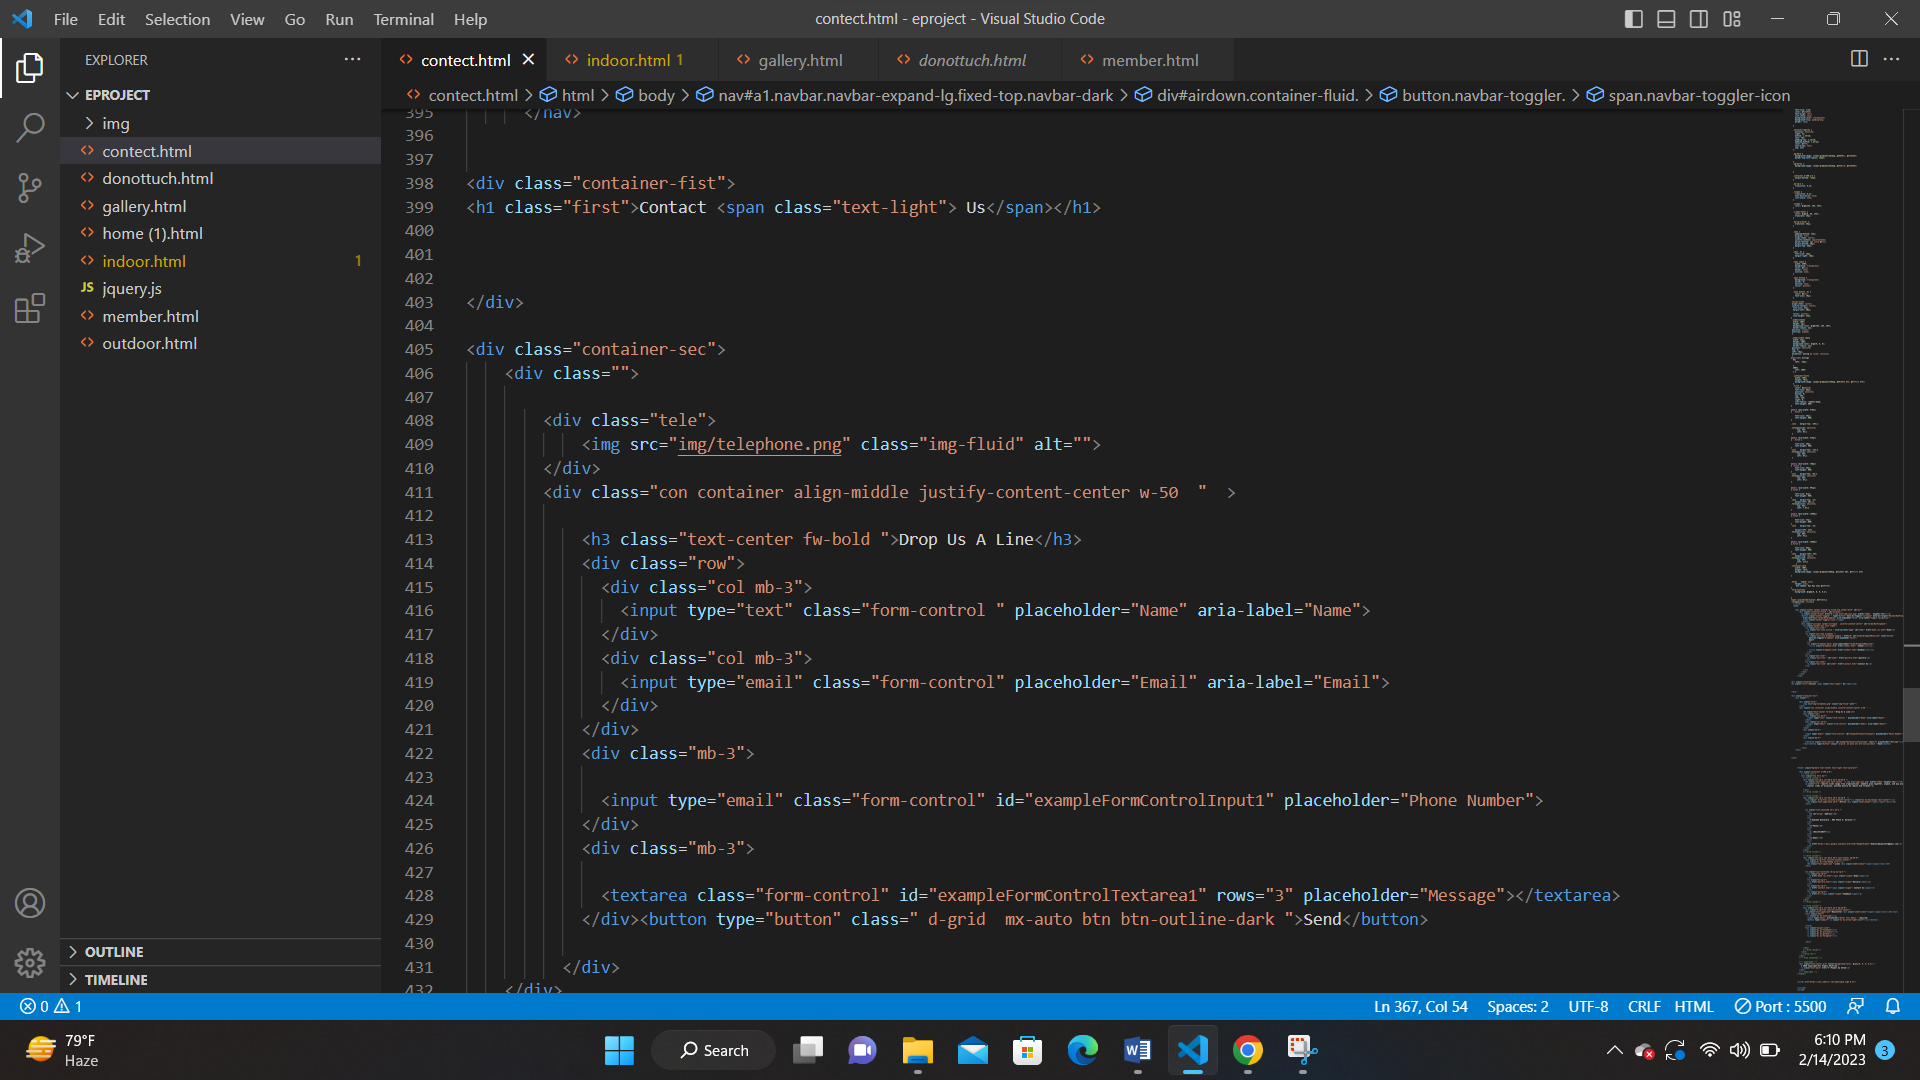 File Edit Selection View Go Run Terminal Help
contect.html - eproject - Visual Studio Code
EXPLORER
EPROJECT
img
contect.html
donottuch.html
gallery.html
home (1).html
indoor.html 1
jquery.js
member.html
outdoor.html
OUTLINE
TIMELINE
contect.html indoor.html 1 gallery.html donottuch.html member.html
contect.html > html > body > nav#a1.navbar.navbar-expand-lg.fixed-top.navbar-dark > div#airdown.container-fluid. > button.navbar-toggler. > span.navbar-toggler-icon
395 </nav>
396
397
398 <div class="container-fist">
399 <h1 class="first">Contact <span class="text-light"> Us</span></h1>
400
401
402
403 </div>
404
405 <div class="container-sec">
406 <div class="">
407
408 <div class="tele">
409 <img src="img/telephone.png" class="img-fluid" alt="">
410 </div>
411 <div class="con container align-middle justify-content-center w-50  "  >
412
413 <h3 class="text-center fw-bold ">Drop Us A Line</h3>
414 <div class="row">
415 <div class="col mb-3">
416 <input type="text" class="form-control " placeholder="Name" aria-label="Name">
417 </div>
418 <div class="col mb-3">
419 <input type="email" class="form-control" placeholder="Email" aria-label="Email">
420 </div>
421 </div>
422 <div class="mb-3">
423
424 <input type="email" class="form-control" id="exampleFormControlInput1" placeholder="Phone Number">
425 </div>
426 <div class="mb-3">
427
428 <textarea class="form-control" id="exampleFormControlTextarea1" rows="3" placeholder="Message"></textarea>
429 </div><button type="button" class=" d-grid  mx-auto btn btn-outline-dark ">Send</button>
430
431 </div>
432 </div>
0 1
Ln 367, Col 54 Spaces: 2 UTF-8 CRLF HTML Port : 5500
79°F
Haze
Search
6:10 PM
2/14/2023 3